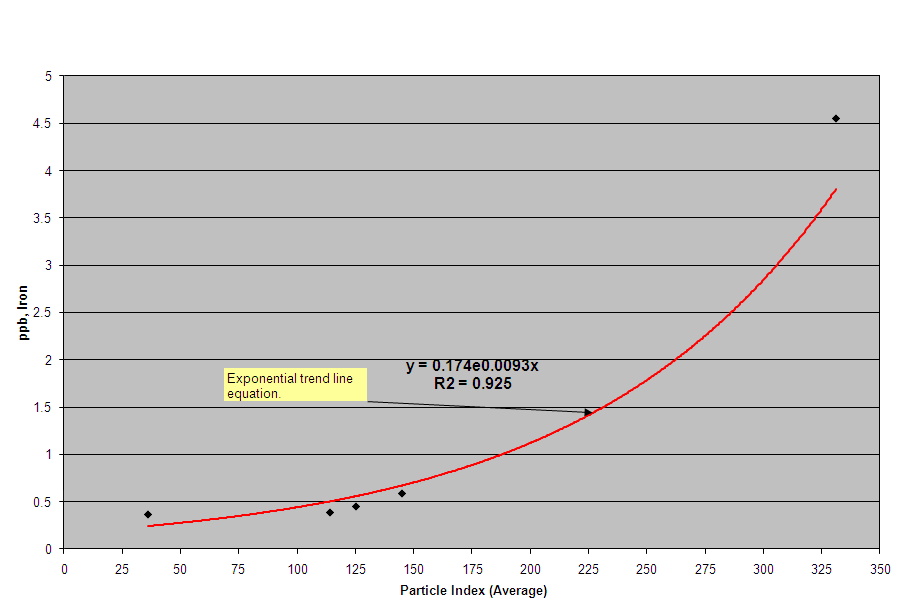 5
4.5
4
3.5
3
2.5
2
1.5
1
0.5
0
ppb, Iron
y = 0.174e0.0093x
R2 = 0.925
Exponential trend line
equation.
0 25 50 75 100 125 150 175 200 225 250 275 300 325 350
Particle Index (Average)